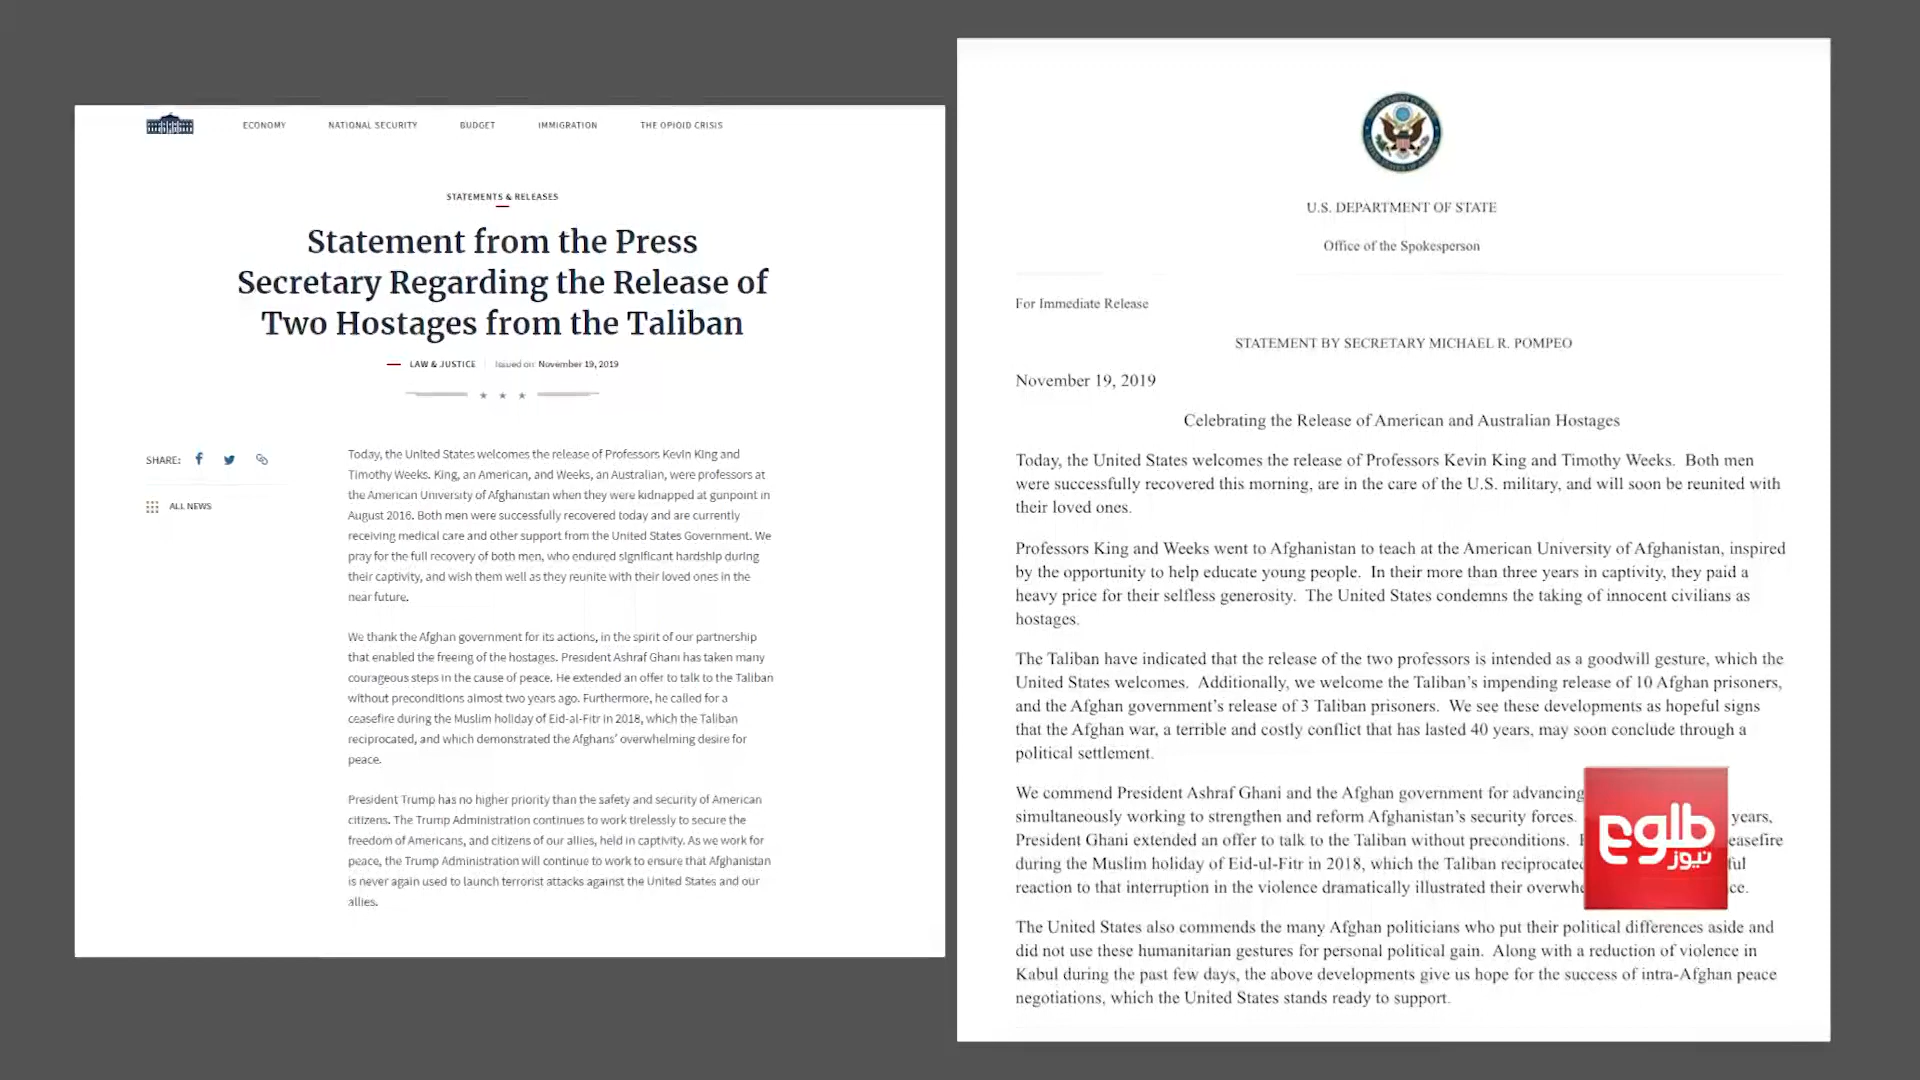 ECONOMY NATIONAL SECURITY BUDGET IMMIGRATION THE OPIOID CRISIS
STATEMENTS & RELEASES
Statement from the Press
Secretary Regarding the Release of
Two Hostages from the Taliban
LAW & JUSTICE Issued on: November 19, 2019
SHARE:
ALL NEWS
Today, the United States welcomes the release of Professors Kevin King and
Timothy Weeks. King, an American, and Weeks, an Australian, were professors at
the American University of Afghanistan when they were kidnapped at gunpoint in
August 2016. Both men were successfully recovered today and are currently
receiving medical care and other support from the United States Government. We
pray for the full recovery of both men, who endured significant hardship during
their captivity, and wish them well as they reunite with their loved ones in the
near future.
We thank the Afghan government for its actions, in the spirit of our partnership
that enabled the freeing of the hostages. President Ashraf Ghani has taken many
courageous steps in the cause of peace. He extended an offer to talk to the Taliban
without preconditions almost two years ago. Furthermore, he called for a
ceasefire during the Muslim holiday of Eid-al-Fitr in 2018, which the Taliban
reciprocated, and which demonstrated the Afghans' overwhelming desire for
peace.
President Trump has no higher priority than the safety and security of American
citizens. The Trump Administration continues to work tirelessly to secure the
freedom of Americans, and citizens of our allies, held in captivity. As we work for
peace, the Trump Administration will continue to work to ensure that Afghanistan
is never again used to launch terrorist attacks against the United States and our
allies.
U.S. DEPARTMENT OF STATE
Office of the Spokesperson
For Immediate Release
STATEMENT BY SECRETARY MICHAEL R. POMPEO
November 19, 2019
Celebrating the Release of American and Australian Hostages
Today, the United States welcomes the release of Professors Kevin King and Timothy Weeks. Both men
were successfully recovered this morning, are in the care of the U.S. military, and will soon be reunited with
their loved ones.
Professors King and Weeks went to Afghanistan to teach at the American University of Afghanistan, inspired
by the opportunity to help educate young people. In their more than three years in captivity, they paid a
heavy price for their selfless generosity. The United States condemns the taking of innocent civilians as
hostages.
The Taliban have indicated that the release of the two professors is intended as a goodwill gesture, which the
United States welcomes. Additionally, we welcome the Taliban's impending release of 10 Afghan prisoners,
and the Afghan government's release of 3 Taliban prisoners. We see these developments as hopeful signs
that the Afghan war, a terrible and costly conflict that has lasted 40 years, may soon conclude through a
political settlement.
We commend President Ashraf Ghani and the Afghan government for advancing
simultaneously working to strengthen and reform Afghanistan's security forces. years,
President Ghani extended an offer to talk to the Taliban without preconditions.
during the Muslim holiday of Eid-ul-Fitr in 2018, which the Taliban
reaction to that interruption in the violence dramatically illustrated their
طلوع
نیوز
The United States also commends the many Afghan politicians who put their political differences aside and
did not use these humanitarian gestures for personal political gain. Along with a reduction of violence in
Kabul during the past few days, the above developments give us hope for the success of intra-Afghan peace
negotiations, which the United States stands ready to support.